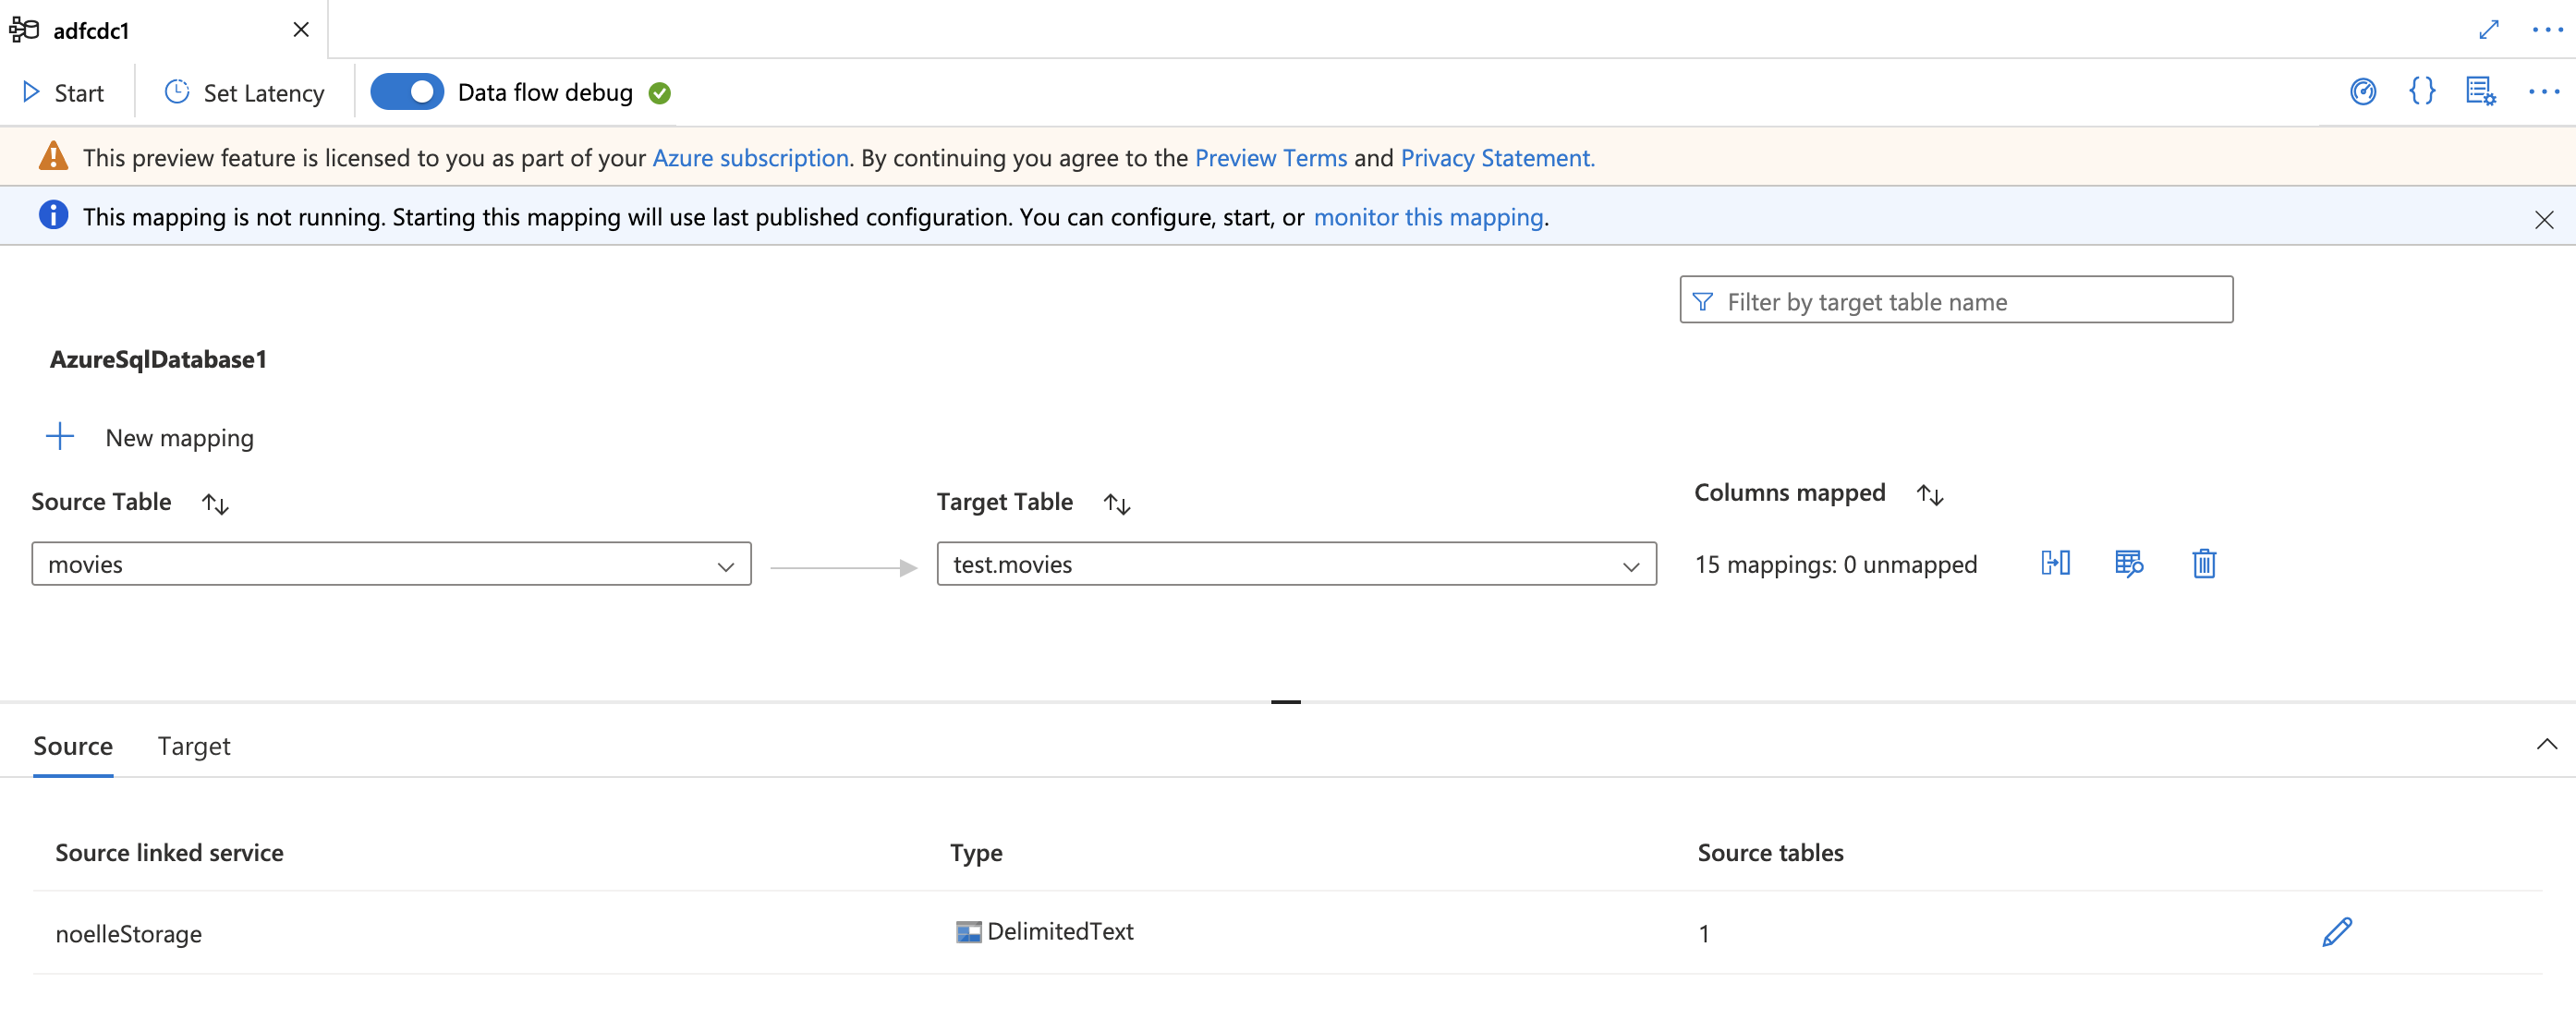 adfcdc1
Start Set Latency Data flow debug
This preview feature is licensed to you as part of your Azure subscription. By continuing you agree to the Preview Terms and Privacy Statement.
This mapping is not running. Starting this mapping will use last published configuration. You can configure, start, or monitor this mapping.
Filter by target table name
AzureSqlDatabase1
New mapping
Source Table Target Table Columns mapped
movies test.movies 15 mappings: 0 unmapped
Source Target
Source linked service Type Source tables
noelleStorage DelimitedText 1